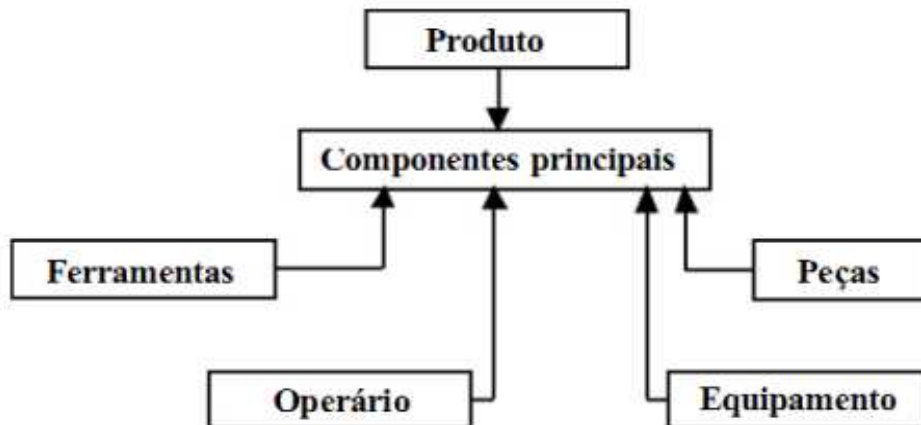 Produto
Componentes principais
Ferramentas
Peças
Operário
Equipamento